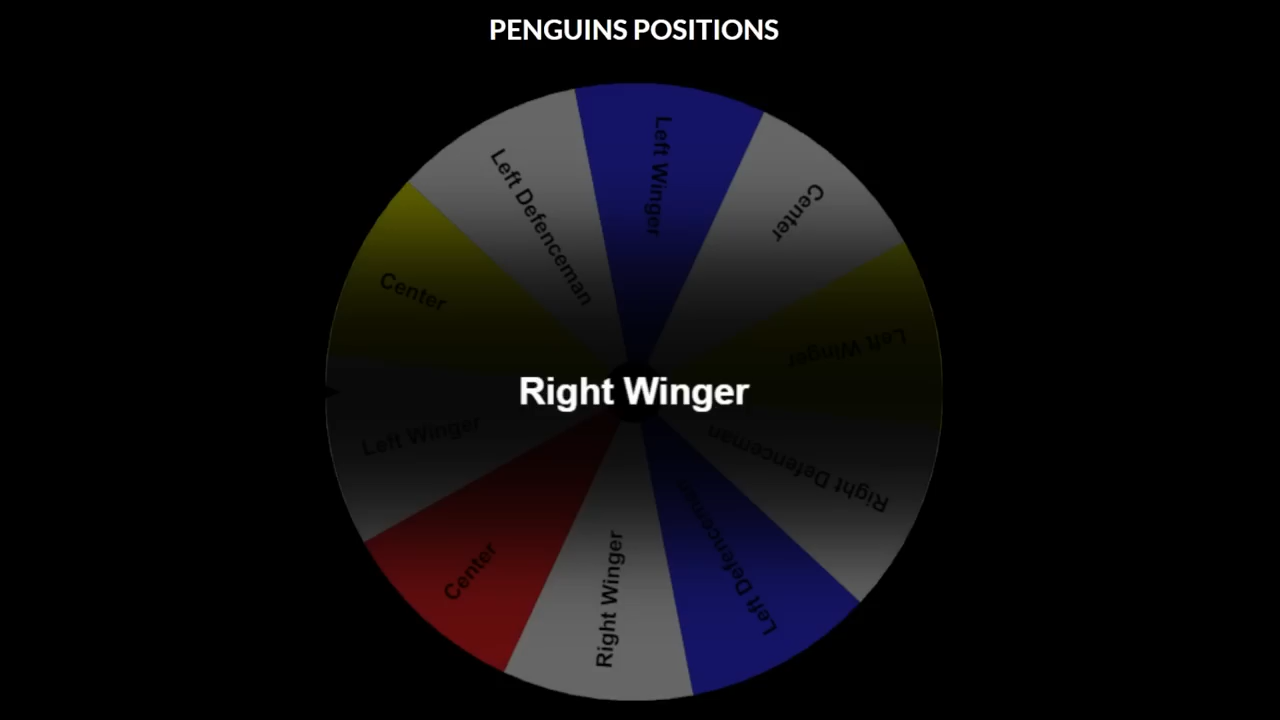 PENGUINS POSITIONS
Left Winger
Center
Left Defenceman
Center
Left Winger
Right Winger
Left Winger
Right Defenceman
Center
Right Winger
Left Defenceman